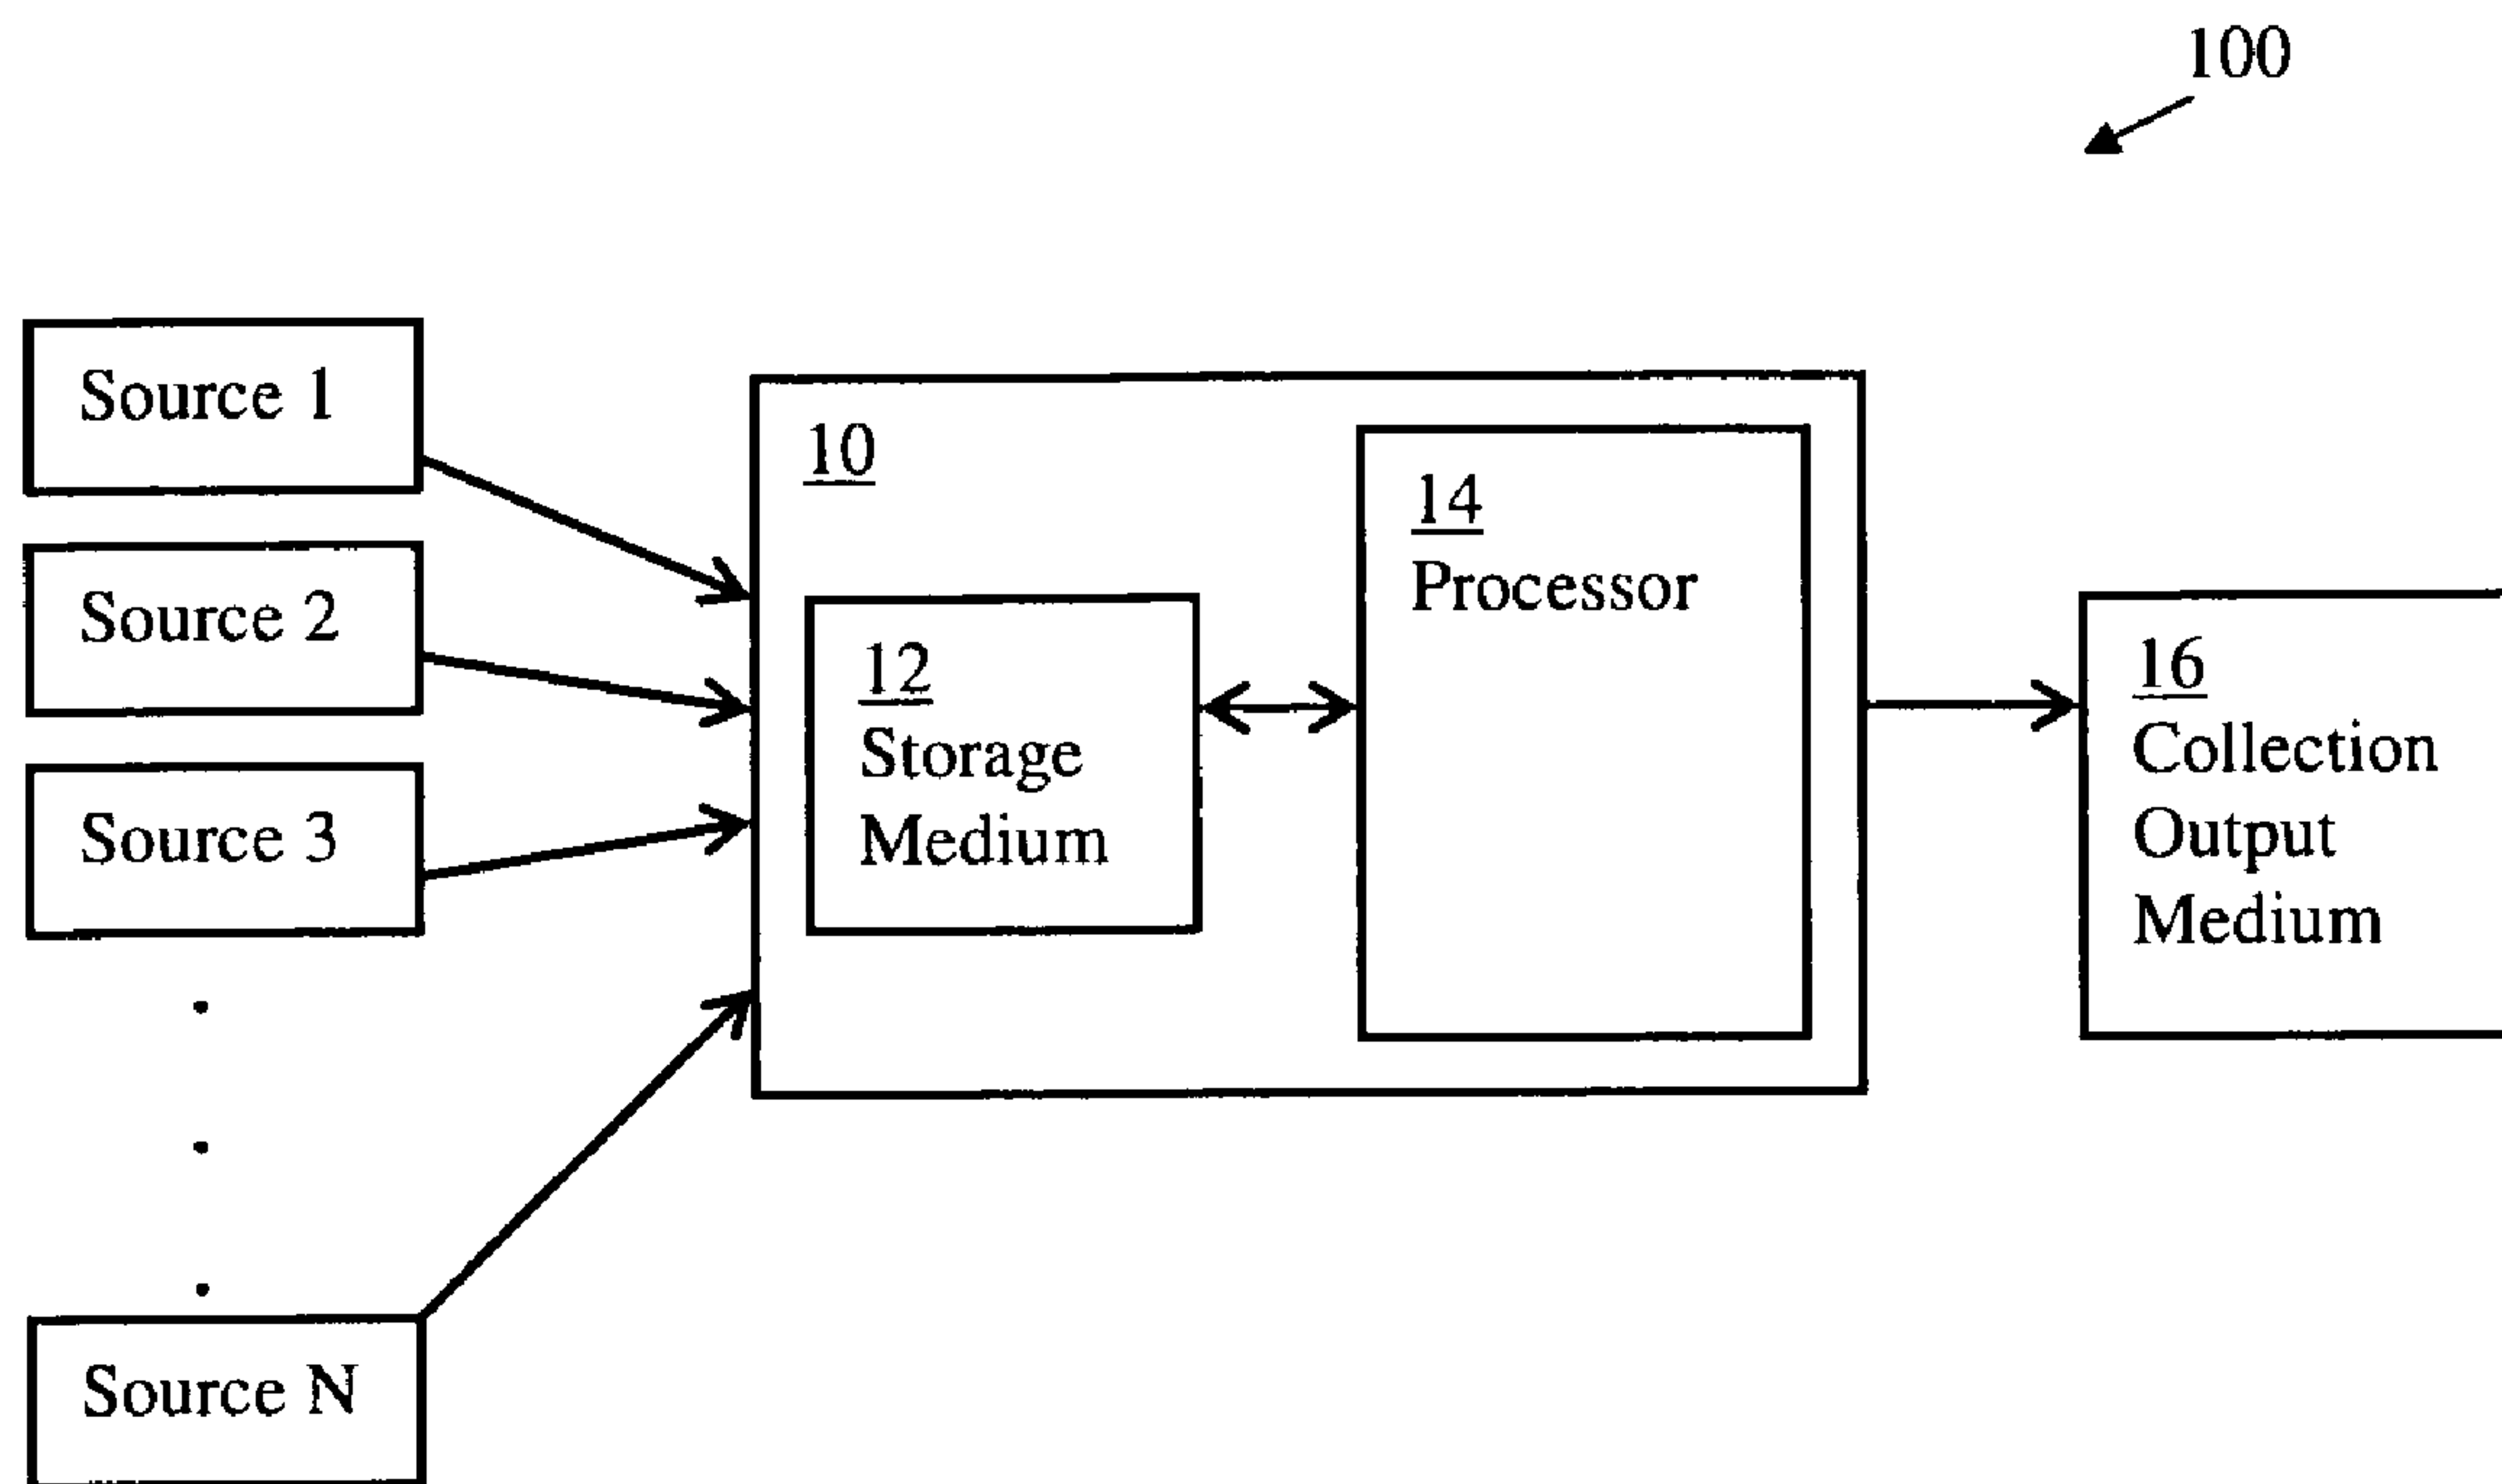 100
Source 1
Source 2
Source 3
Source N
10
12
Storage
Medium
14
Processor
16
Collection
Output
Medium